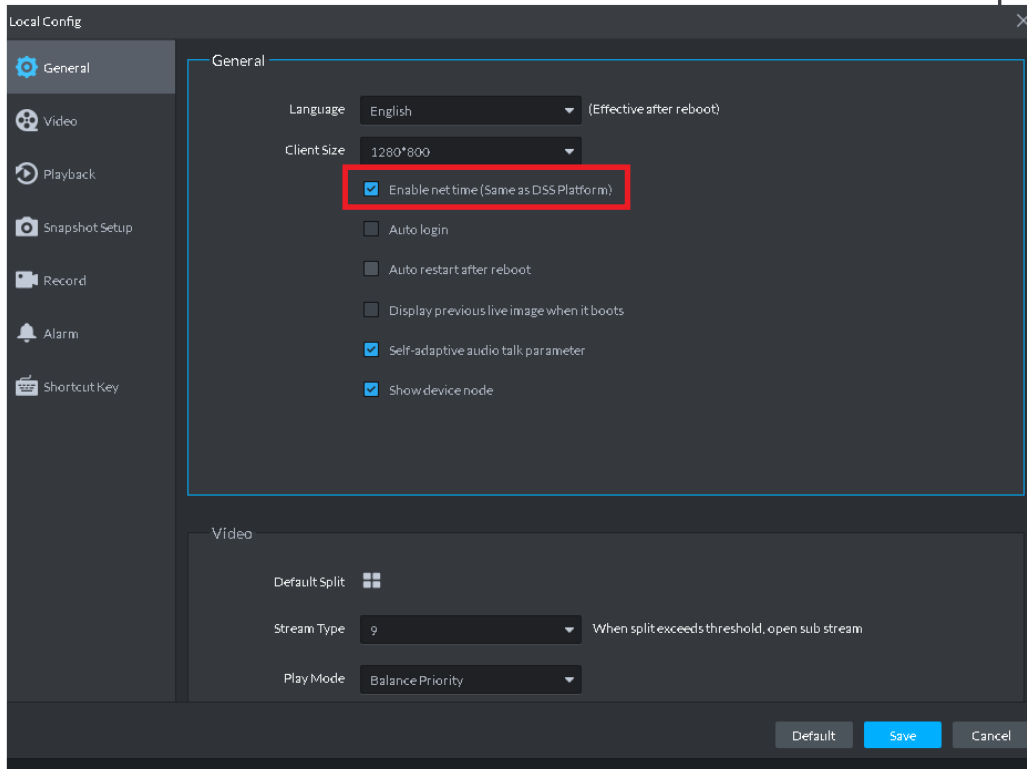 Local Config
General
Video
Playback
Snapshot Setup
Record
Alarm
Shortcut Key
General
Language English (Effective after reboot)
Client Size 1280*800
Enable net time (Same as DSS Platform)
Auto login
Auto restart after reboot
Display previous live image when it boots
Self-adaptive audio talk parameter
Show device node
Video
Default Split
Stream Type 9 When split exceeds threshold, open sub stream
Play Mode Balance Priority
Default Save Cancel